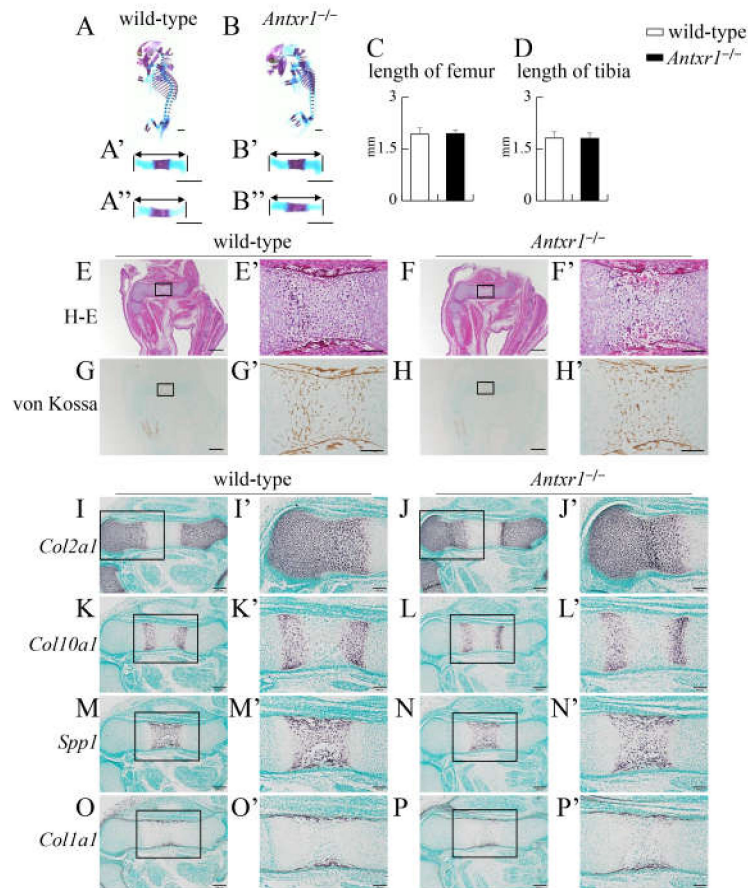 wild-type
Antxr1−/−
A
B
C
D
wild-type
Antxr1−/−
length of femur
length of tibia
3
1.5
0
mm
3
1.5
0
mm
A’
B’
A’’
B’’
wild-type
Antxr1−/−
E
E’
F
F’
H-E
G
G’
H
H’
von Kossa
wild-type
Antxr1−/−
I
I’
J
J’
Col2a1
K
K’
L
L’
Col10a1
M
M’
N
N’
Spp1
O
O’
P
P’
Col1a1